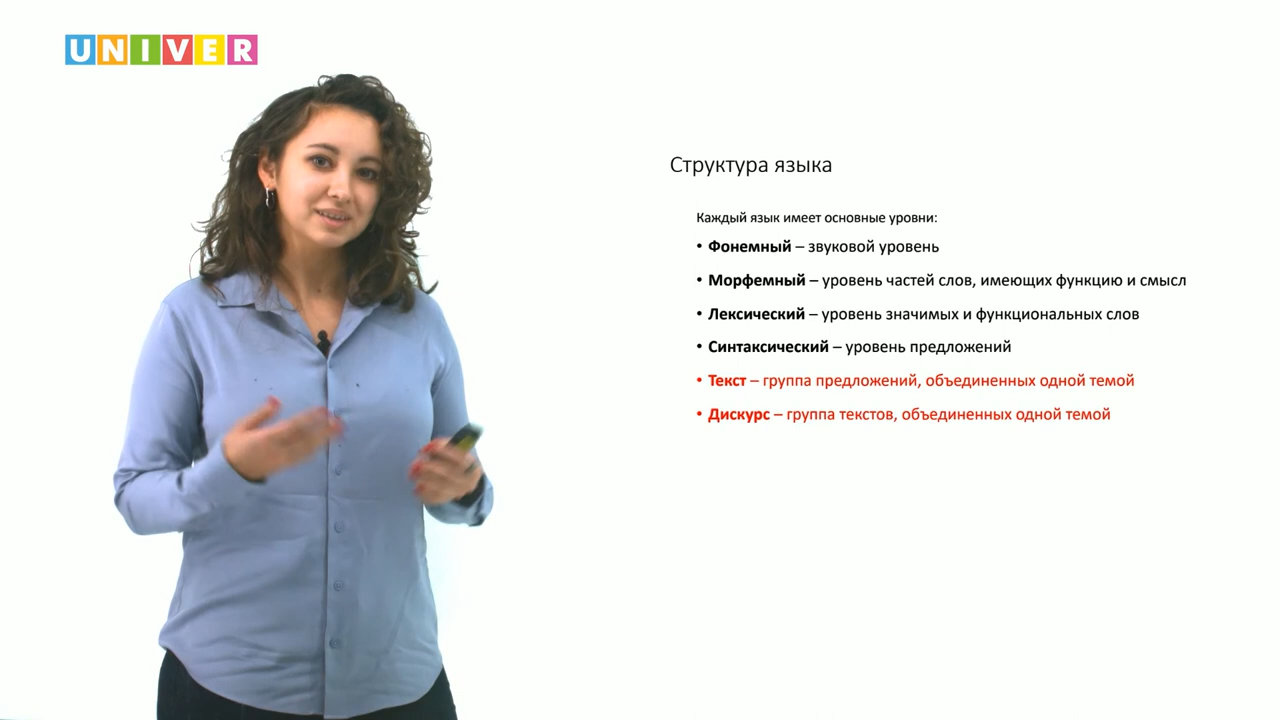 UNIVER
Структура языка
Каждый язык имеет основные уровни:
• Фонемный – звуковой уровень
• Морфемный – уровень частей слов, имеющих функцию и смысл
• Лексический – уровень значимых и функциональных слов
• Синтаксический – уровень предложений
• Текст – группа предложений, объединенных одной темой
• Дискурс – группа текстов, объединенных одной темой